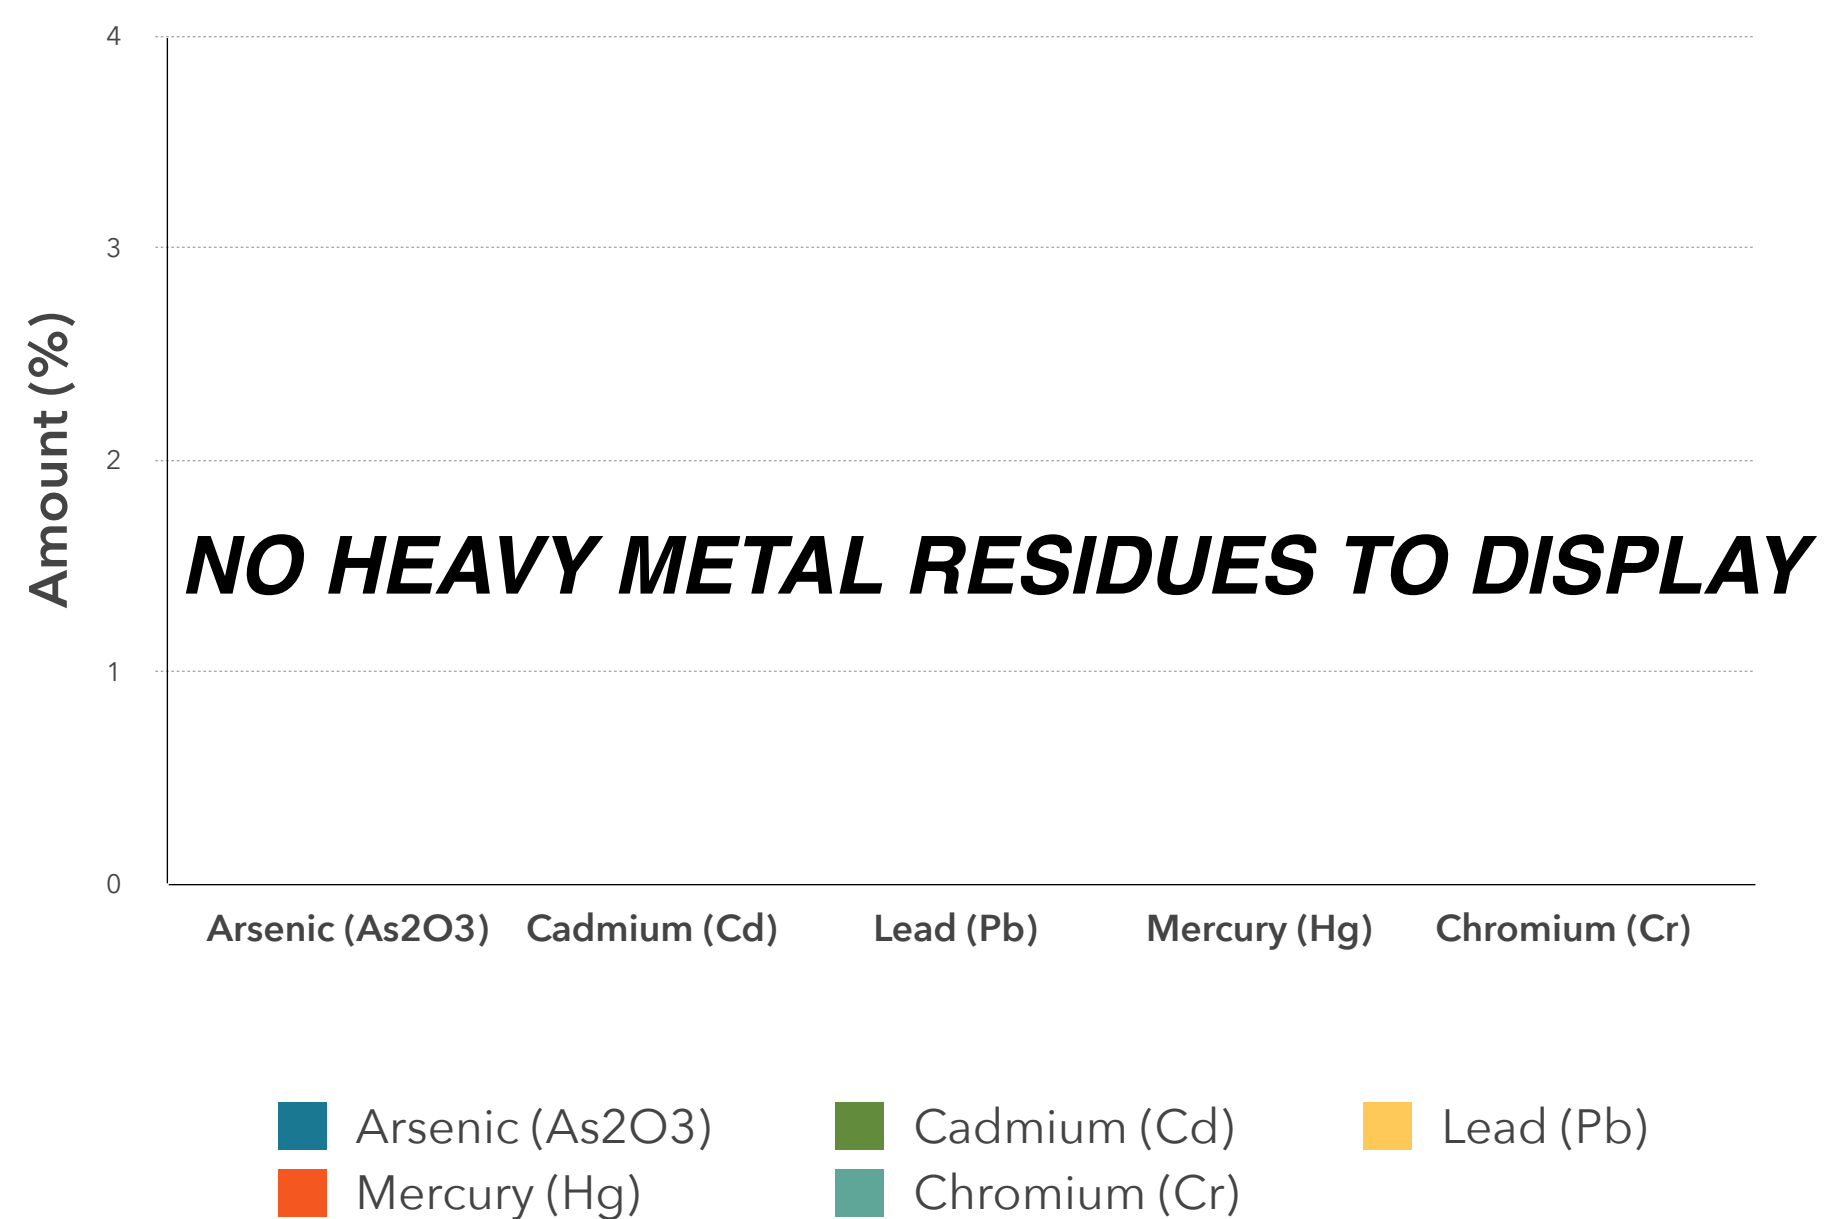 4
3
2
1
0
Amount (%)
NO HEAVY METAL RESIDUES TO DISPLAY
Arsenic (As2O3) Cadmium (Cd) Lead (Pb) Mercury (Hg) Chromium (Cr)
Arsenic (As2O3) Cadmium (Cd) Lead (Pb)
Mercury (Hg) Chromium (Cr)